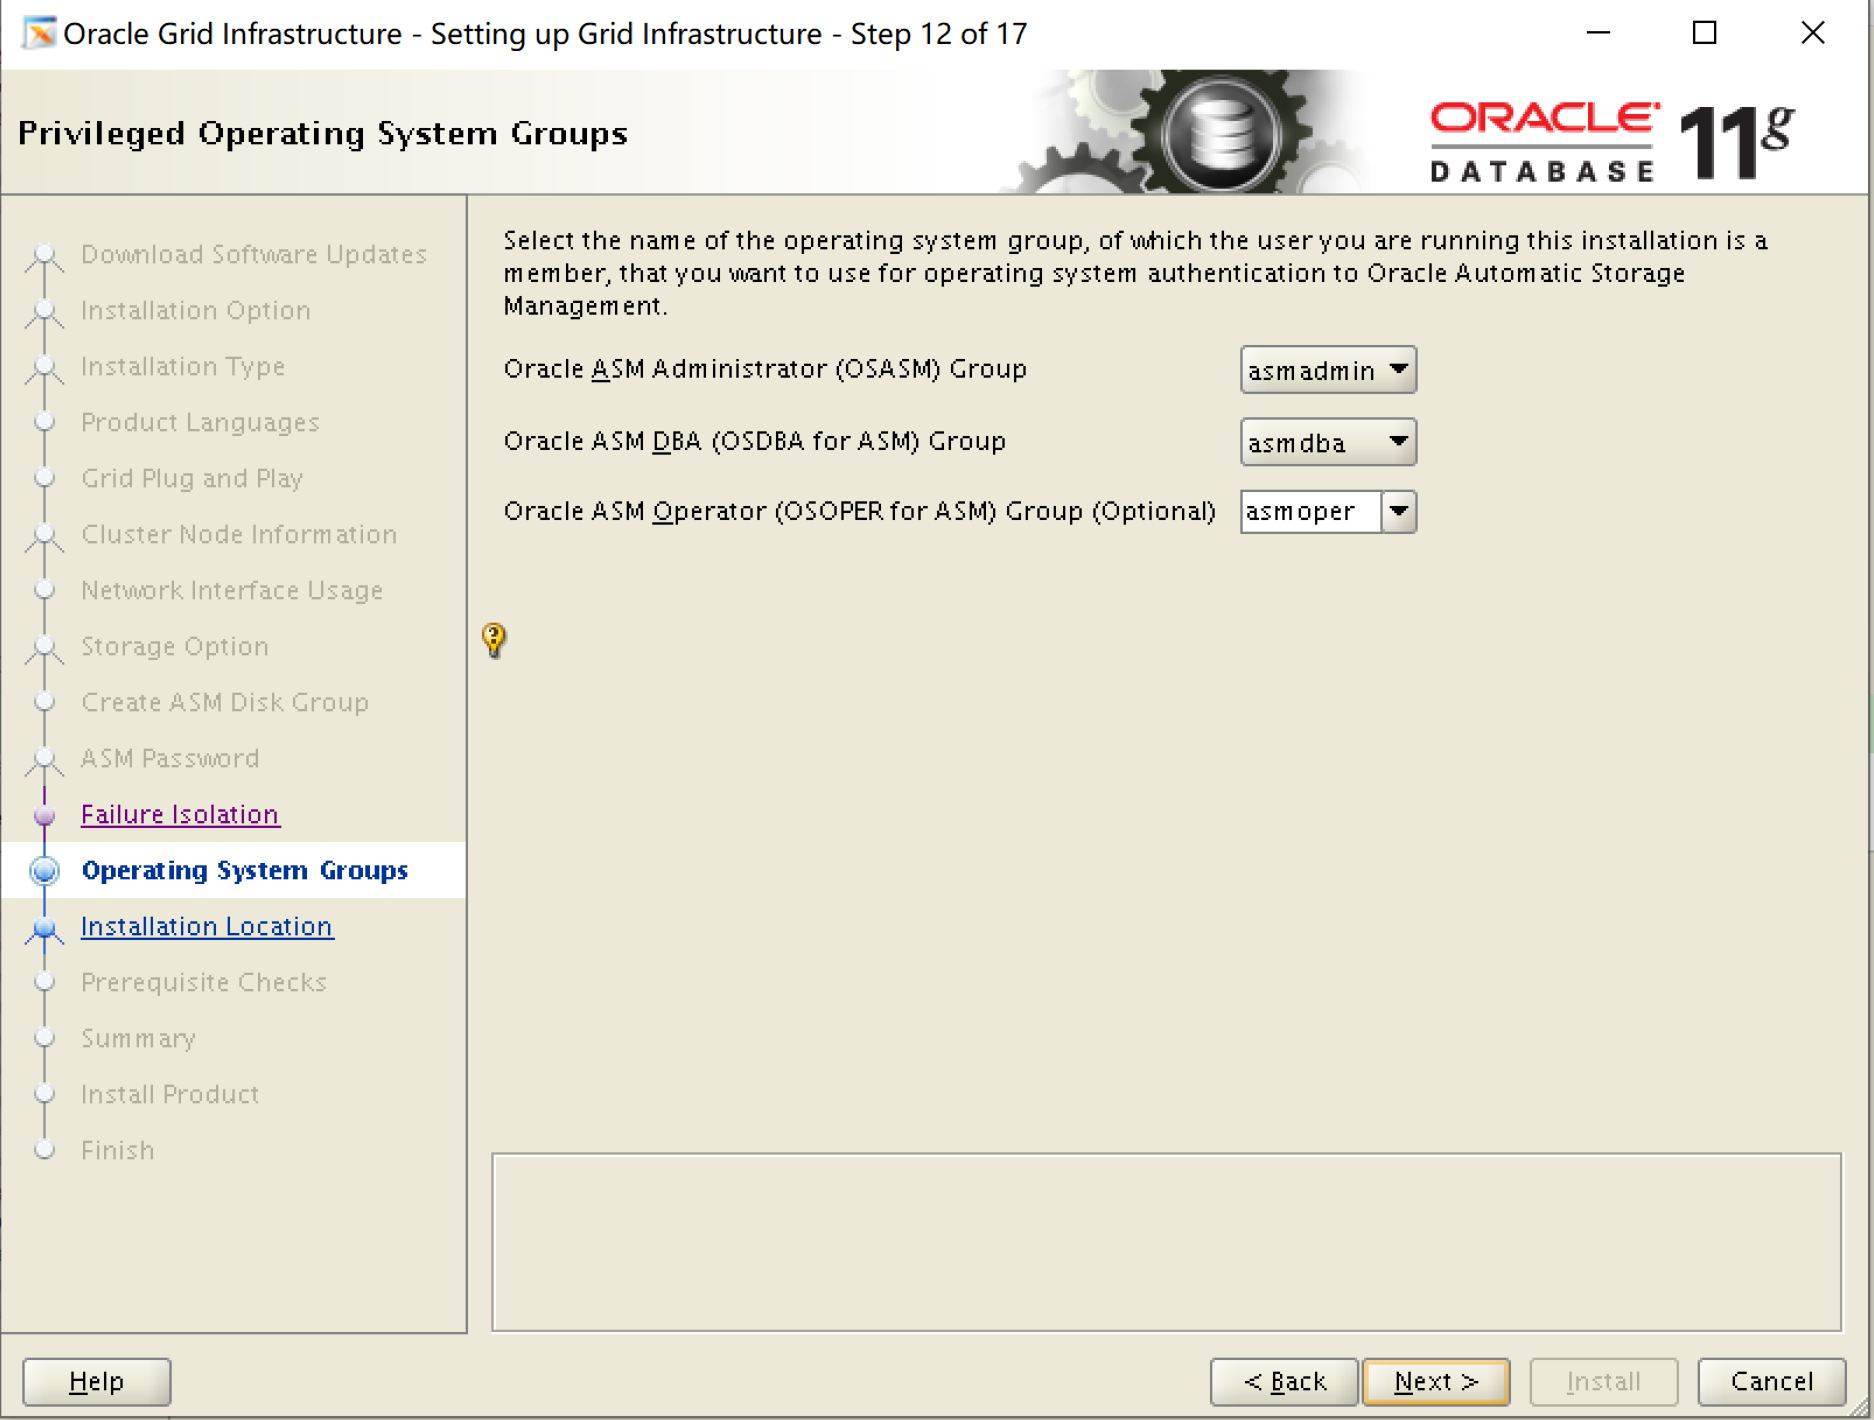 Oracle Grid Infrastructure - Setting up Grid Infrastructure - Step 12 of 17
Privileged Operating System Groups
ORACLE
DATABASE
11g
Download Software Updates
Installation Option
Installation Type
Product Languages
Grid Plug and Play
Cluster Node Information
Network Interface Usage
Storage Option
Create ASM Disk Group
ASM Password
Failure Isolation
Operating System Groups
Installation Location
Prerequisite Checks
Summary
Install Product
Finish
Select the name of the operating system group, of which the user you are running this installation is a
member, that you want to use for operating system authentication to Oracle Automatic Storage
Management.
Oracle ASM Administrator (OSASM) Group asmadmin
Oracle ASM DBA (OSDBA for ASM) Group asmdba
Oracle ASM Operator (OSOPER for ASM) Group (Optional) asmoper
Help
< Back
Next >
Install
Cancel